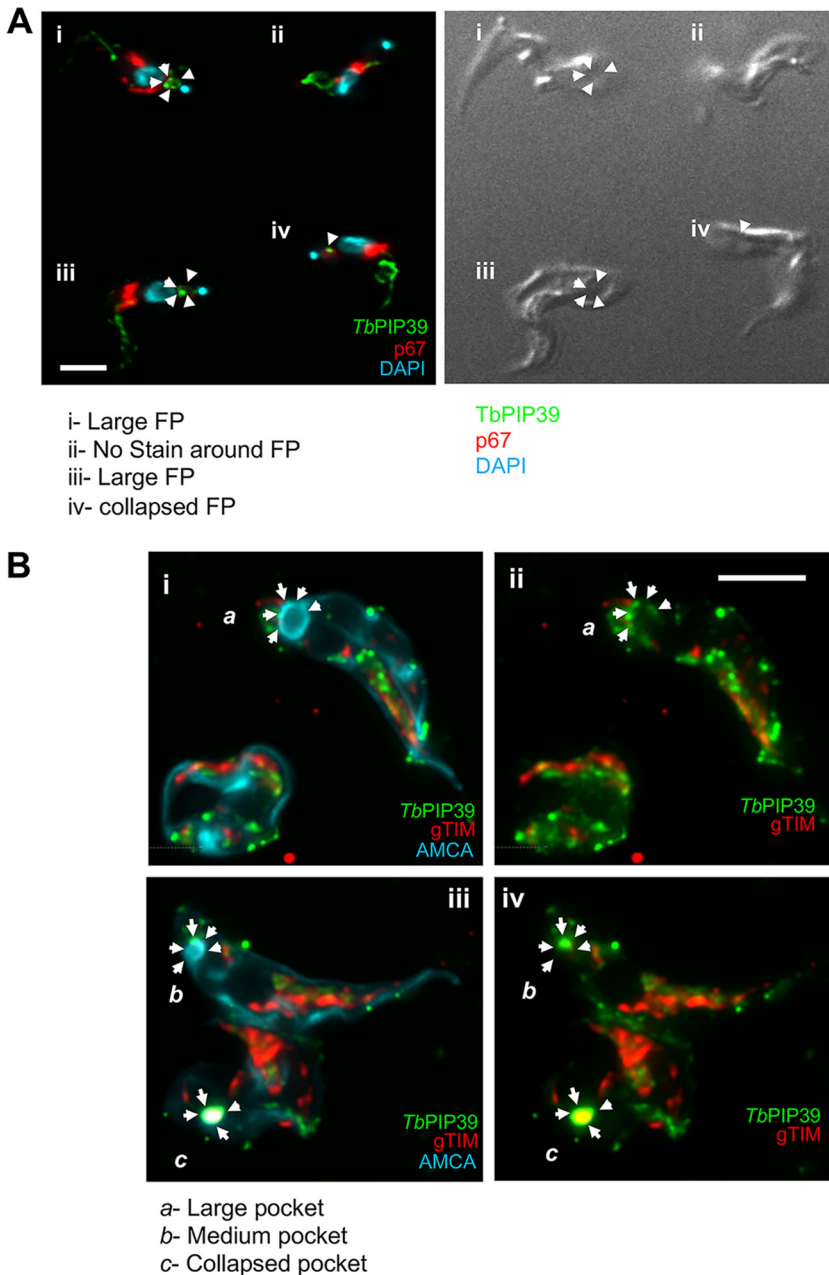 A
i
ii
iii
iv
TbPIP39
p67
DAPI
i
ii
iii
iv
i- Large FP
ii- No Stain around FP
iii- Large FP
iv- collapsed FP
TbPIP39
p67
DAPI
B
i
a
TbPIP39
gTIM
AMCA
ii
a
TbPIP39
gTIM
iii
b
c
TbPIP39
gTIM
AMCA
iv
b
c
TbPIP39
gTIM
a- Large pocket
b- Medium pocket
c- Collapsed pocket